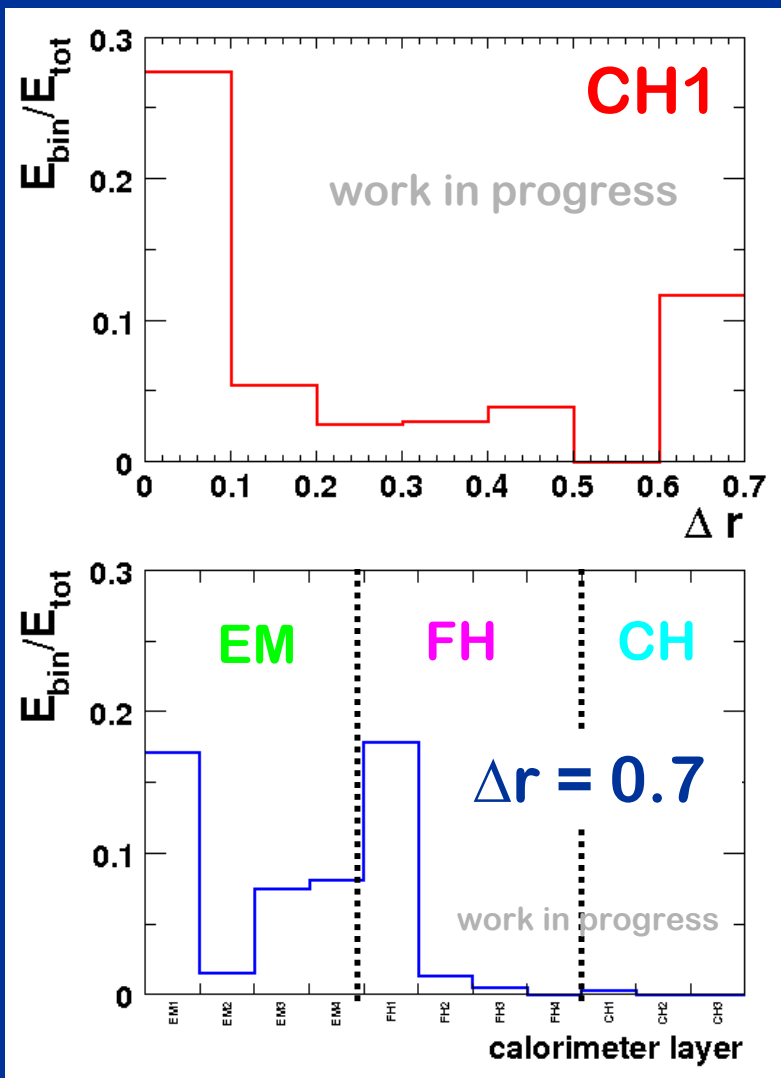 E_bin/E_tot
0.3
0.2
0.1
0
CH1
work in progress
0 0.1 0.2 0.3 0.4 0.5 0.6 0.7
Δ r
E_bin/E_tot
0.3
0.2
0.1
0
EM FH CH
Δr = 0.7
work in progress
EM1 EM2 EM3 EM4 FH1 FH2 FH3 FH4 CH1 CH2 CH3
calorimeter layer